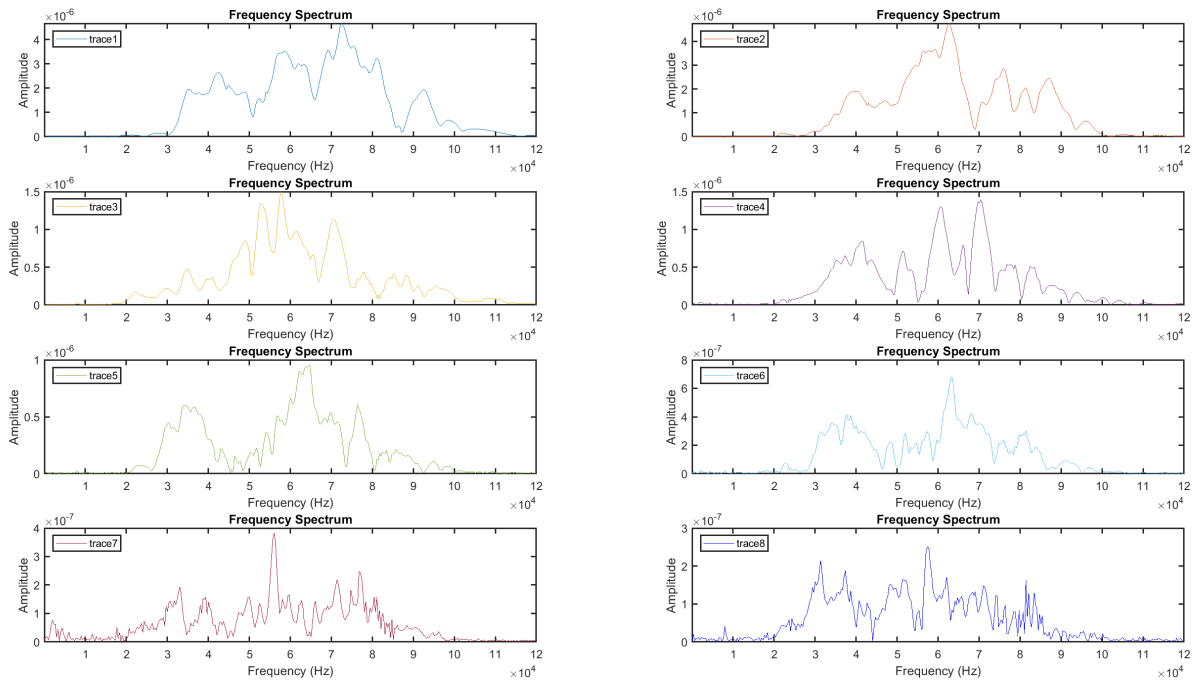 Frequency Spectrum
×10⁻⁶
trace1
Amplitude
4
3
2
1
0
1 2 3 4 5 6 7 8 9 10 11 12
Frequency (Hz)
×10⁴
Frequency Spectrum
×10⁻⁶
trace2
Amplitude
4
3
2
1
0
1 2 3 4 5 6 7 8 9 10 11 12
Frequency (Hz)
×10⁴
Frequency Spectrum
×10⁻⁶
trace3
Amplitude
1.5
1
0.5
0
1 2 3 4 5 6 7 8 9 10 11 12
Frequency (Hz)
×10⁴
Frequency Spectrum
×10⁻⁶
trace4
Amplitude
1.5
1
0.5
0
1 2 3 4 5 6 7 8 9 10 11 12
Frequency (Hz)
×10⁴
Frequency Spectrum
×10⁻⁶
trace5
Amplitude
1
0.5
0
1 2 3 4 5 6 7 8 9 10 11 12
Frequency (Hz)
×10⁴
Frequency Spectrum
×10⁻⁷
trace6
Amplitude
8
6
4
2
0
1 2 3 4 5 6 7 8 9 10 11 12
Frequency (Hz)
×10⁴
Frequency Spectrum
×10⁻⁷
trace7
Amplitude
4
3
2
1
0
1 2 3 4 5 6 7 8 9 10 11 12
Frequency (Hz)
×10⁴
Frequency Spectrum
×10⁻⁷
trace8
Amplitude
3
2
1
0
1 2 3 4 5 6 7 8 9 10 11 12
Frequency (Hz)
×10⁴